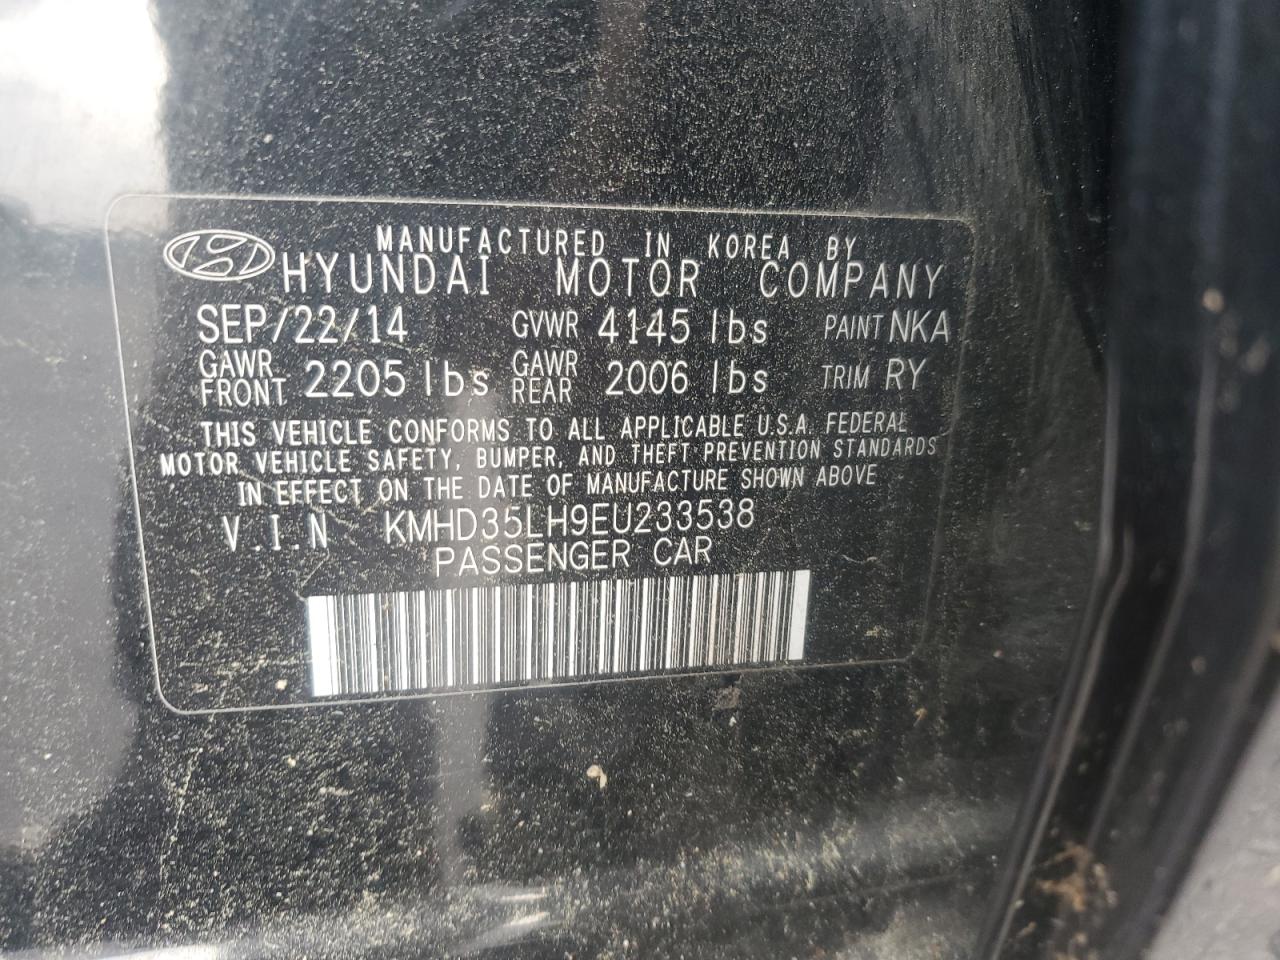 MANUFACTURED IN KOREA BY
HYUNDAI MOTOR COMPANY
SEP/22/14 GVWR 4145 lbs PAINT NKA
GAWR FRONT 2205 lbs GAWR REAR 2006 lbs TRIM RY
THIS VEHICLE CONFORMS TO ALL APPLICABLE U.S.A. FEDERAL
MOTOR VEHICLE SAFETY, BUMPER, AND THEFT PREVENTION STANDARDS
IN EFFECT ON THE DATE OF MANUFACTURE SHOWN ABOVE
V.I.N KMHD35LH9EU233538
PASSENGER CAR